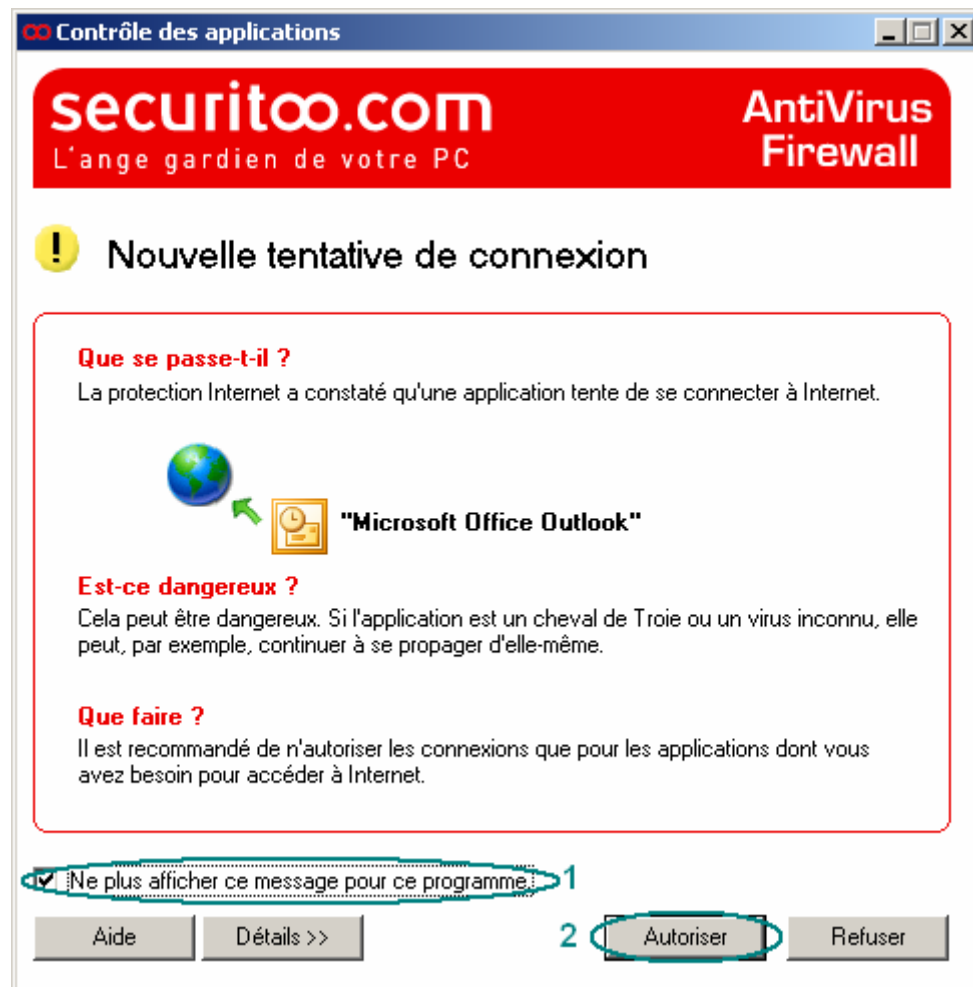 Contrôle des applications
securitoo.com
L'ange gardien de votre PC
AntiVirus
Firewall
! Nouvelle tentative de connexion
Que se passe-t-il ?
La protection Internet a constaté qu'une application tente de se connecter à Internet.
"Microsoft Office Outlook"
Est-ce dangereux ?
Cela peut être dangereux. Si l'application est un cheval de Troie ou un virus inconnu, elle
peut, par exemple, continuer à se propager d'elle-même.
Que faire ?
Il est recommandé de n'autoriser les connexions que pour les applications dont vous
avez besoin pour accéder à Internet.
Ne plus afficher ce message pour ce programme. 1
Aide Détails >> 2 Autoriser Refuser